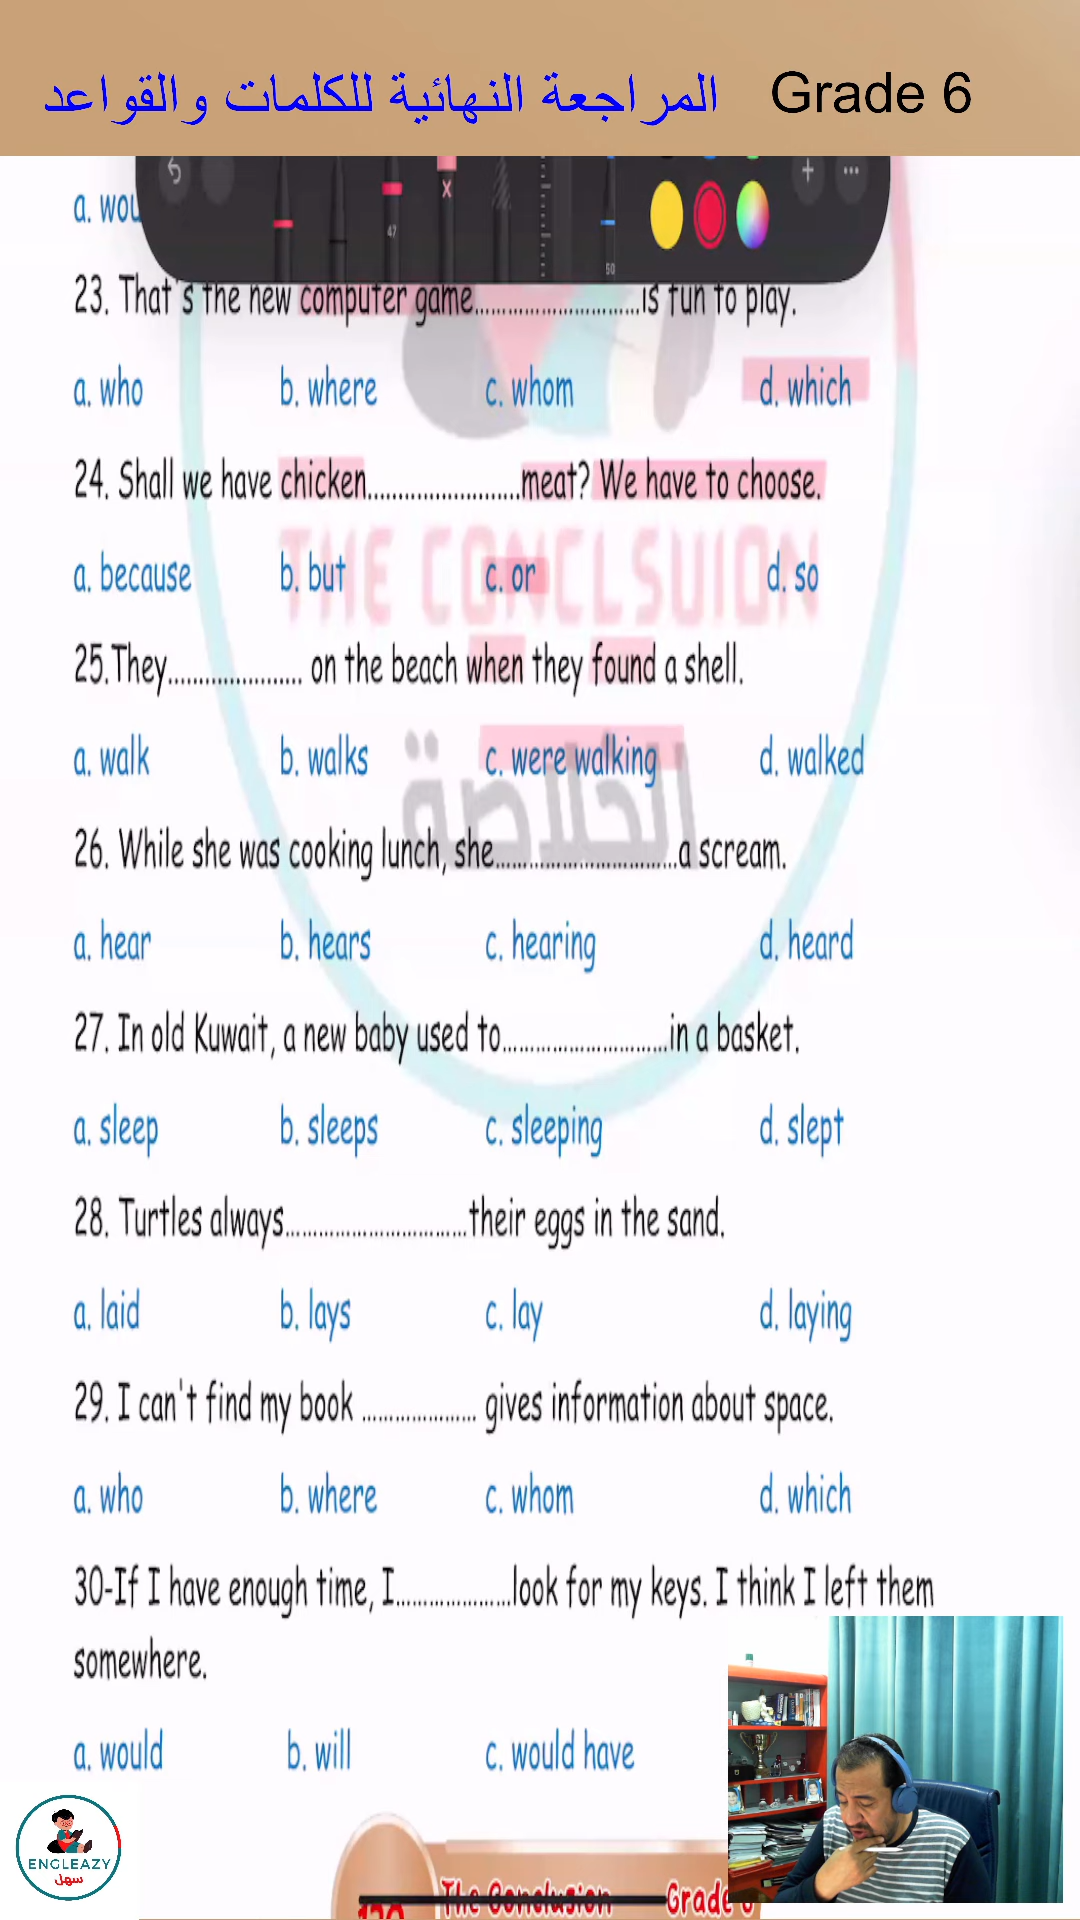 المراجعة النهائية للكلمات والقواعد Grade 6
47
50
a. wou
23. That's the new computer game..........................is fun to play.
a. who b. where c. whom d. which
24. Shall we have chicken.........................meat? We have to choose.
THE CONCLSUION
a. because b. but c. or d. so
25.They...................... on the beach when they found a shell.
a. walk b. walks c. were walking d. walked
الخلاصة
26. While she was cooking lunch, she..............................a scream.
a. hear b. hears c. hearing d. heard
27. In old Kuwait, a new baby used to..........................in a basket.
a. sleep b. sleeps c. sleeping d. slept
28. Turtles always..............................their eggs in the sand.
a. laid b. lays c. lay d. laying
29. I can't find my book ................... gives information about space.
a. who b. where c. whom d. which
30-If I have enough time, I...................look for my keys. I think I left them
somewhere.
a. would b. will c. would have
ENGLEAZY
سهل
The Conclusion Grade 6